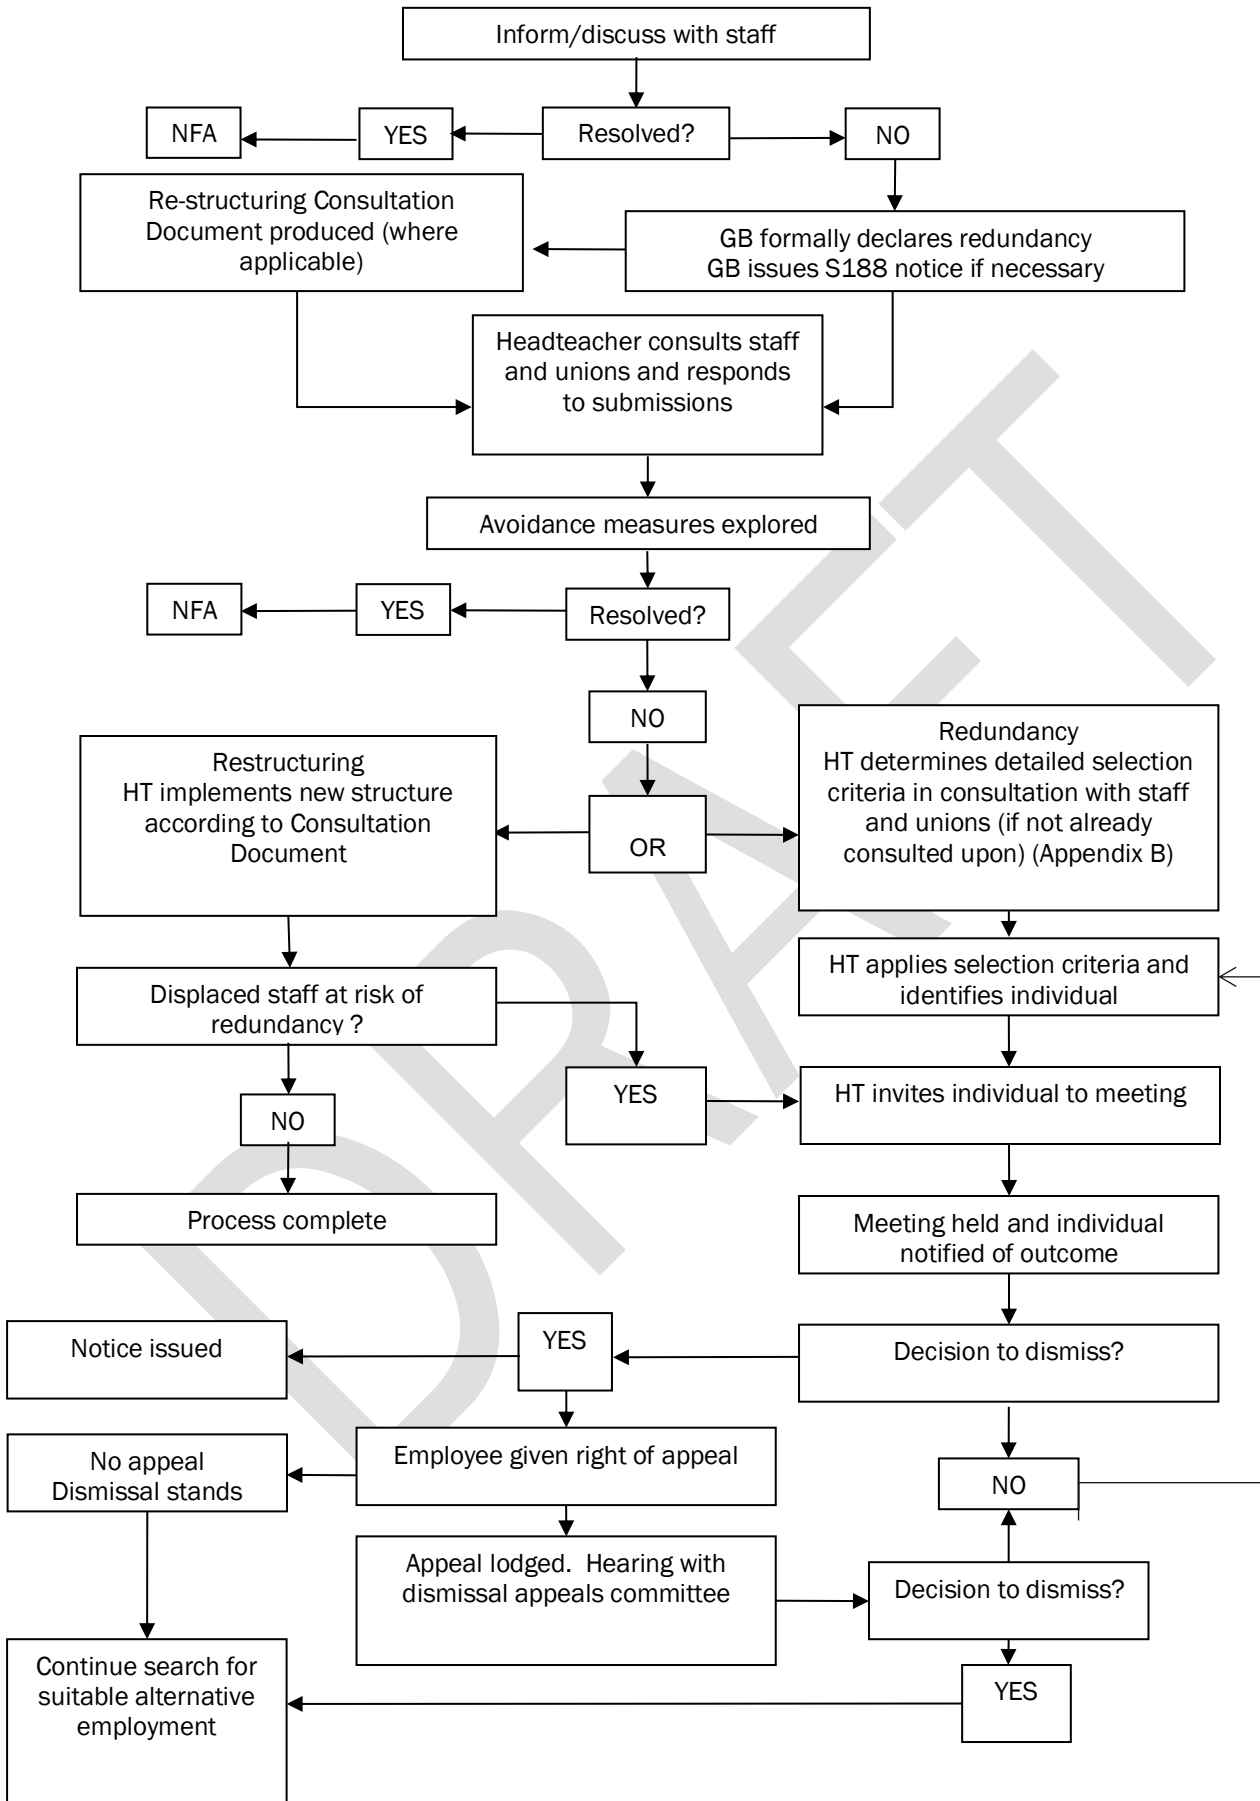 Inform/discuss with staff
NFA
YES
Resolved?
NO
Re-structuring Consultation
Document produced (where
applicable)
GB formally declares redundancy
GB issues S188 notice if necessary
Headteacher consults staff
and unions and responds
to submissions
Avoidance measures explored
NFA
YES
Resolved?
NO
Restructuring
HT implements new structure
according to Consultation
Document
OR
Redundancy
HT determines detailed selection
criteria in consultation with staff
and unions (if not already
consulted upon) (Appendix B)
HT applies selection criteria and
identifies individual
Displaced staff at risk of
redundancy ?
YES
HT invites individual to meeting
NO
Process complete
Meeting held and individual
notified of outcome
Notice issued
YES
Decision to dismiss?
No appeal
Dismissal stands
Employee given right of appeal
NO
Appeal lodged.  Hearing with
dismissal appeals committee
Decision to dismiss?
Continue search for
suitable alternative
employment
YES
DRAFT